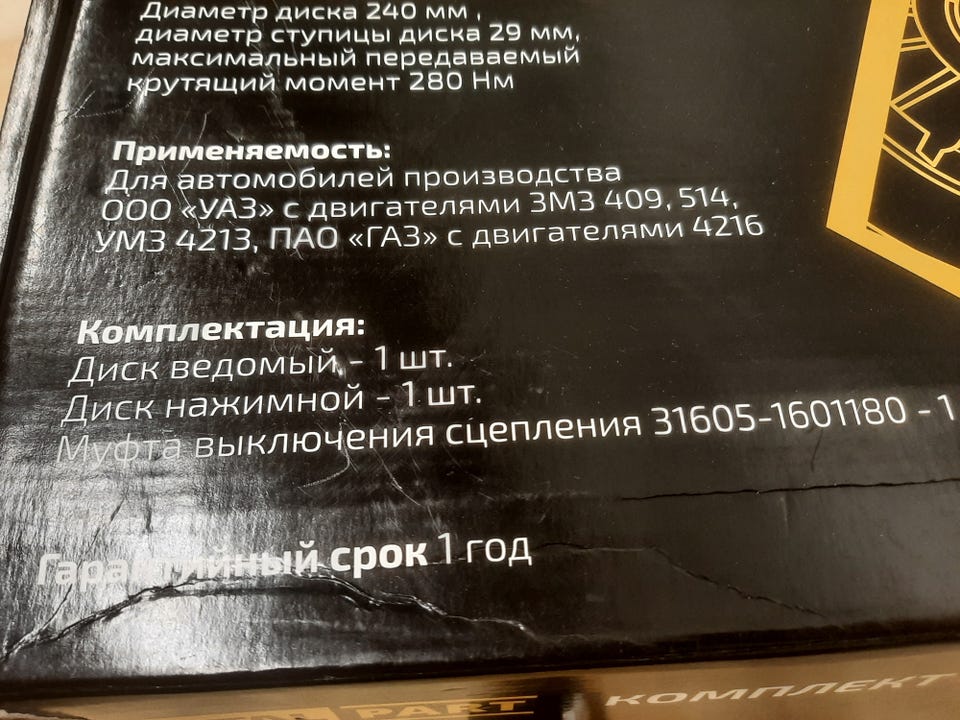 Диаметр диска 240 мм ,
диаметр ступицы диска 29 мм,
максимальный передаваемый
крутящий момент 280 Нм
Применяемость:
Для автомобилей производства
ООО «УАЗ» с двигателями ЗМЗ 409, 514,
УМЗ 4213, ПАО «ГАЗ» с двигателями 4216
Комплектация:
Диск ведомый - 1 шт.
Диск нажимной - 1 шт.
Муфта выключения сцепления 31605-1601180 - 1
Гарантийный срок 1 год
PART
КОМПЛЕКТ